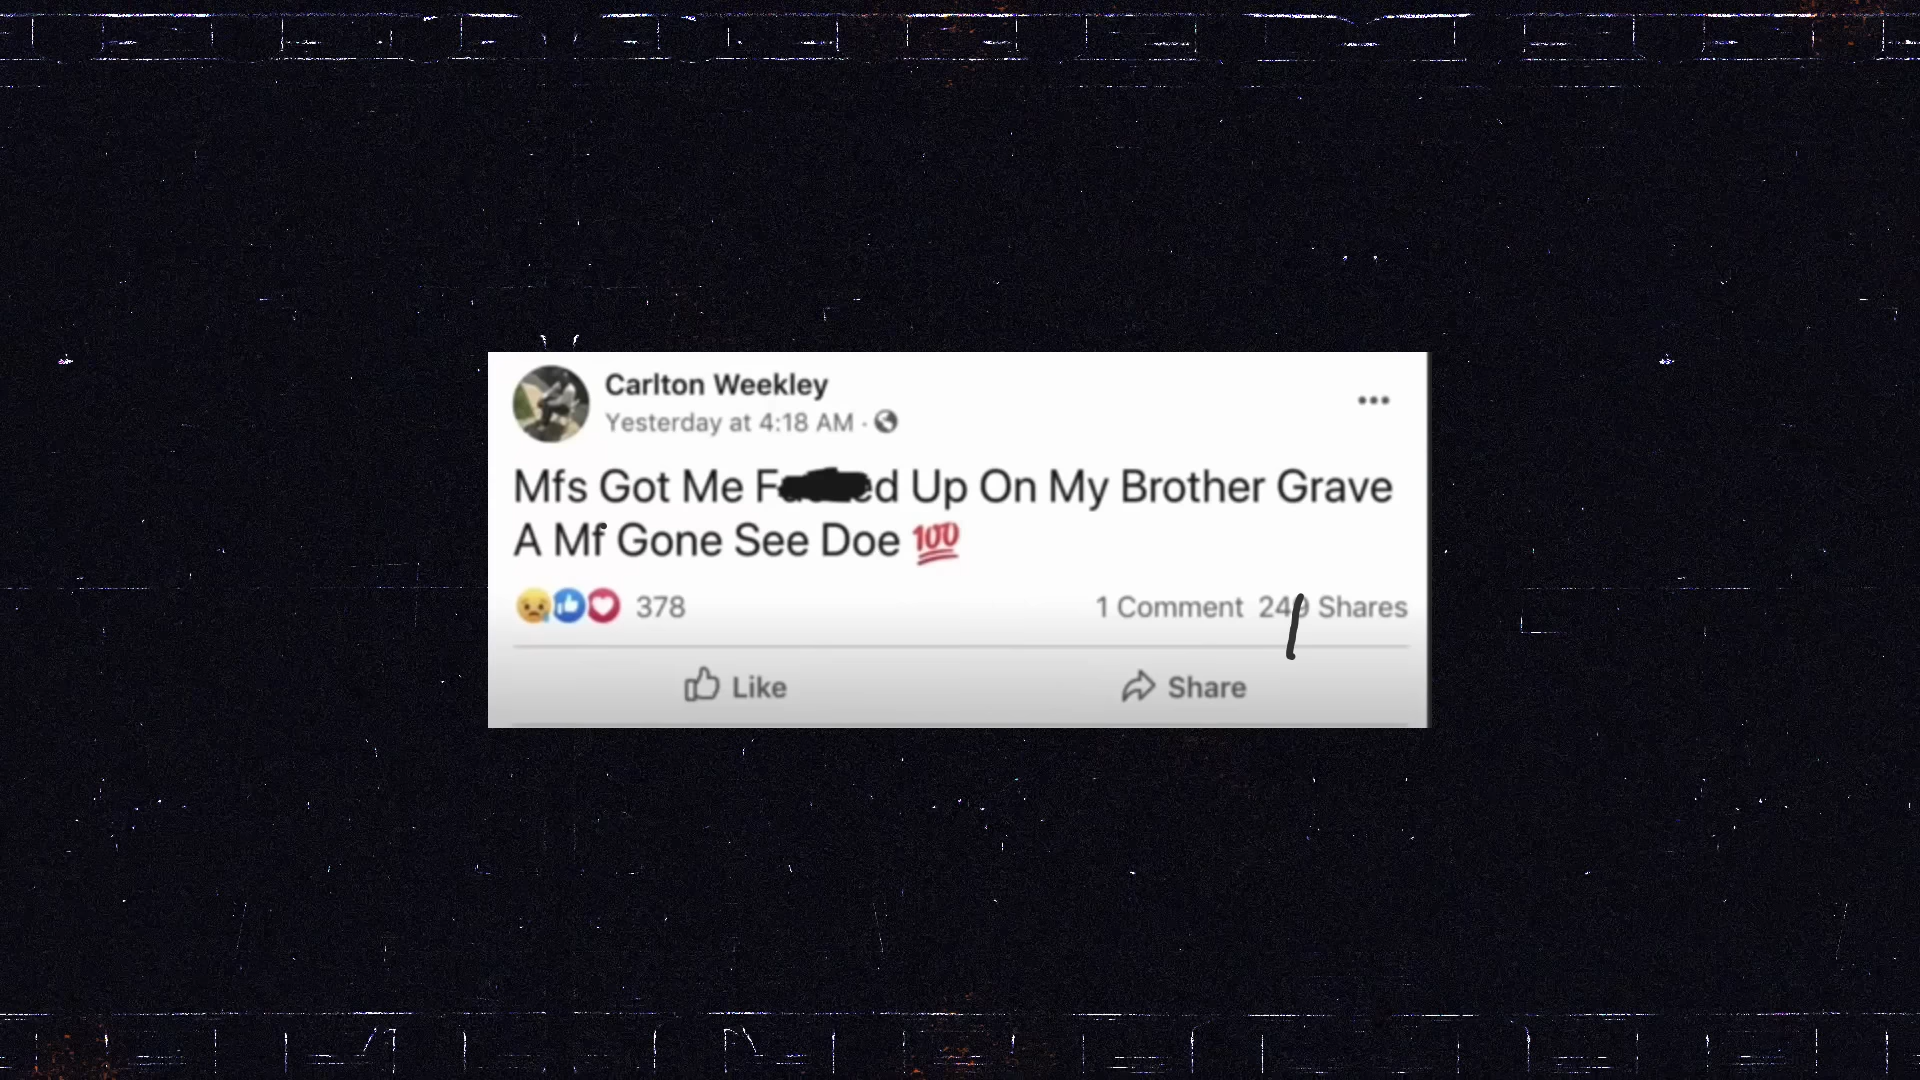 Carlton Weekley
Yesterday at 4:18 AM ·
Mfs Got Me F d Up On My Brother Grave
A Mf Gone See Doe 💯
378
1 Comment 249 Shares
Like
Share